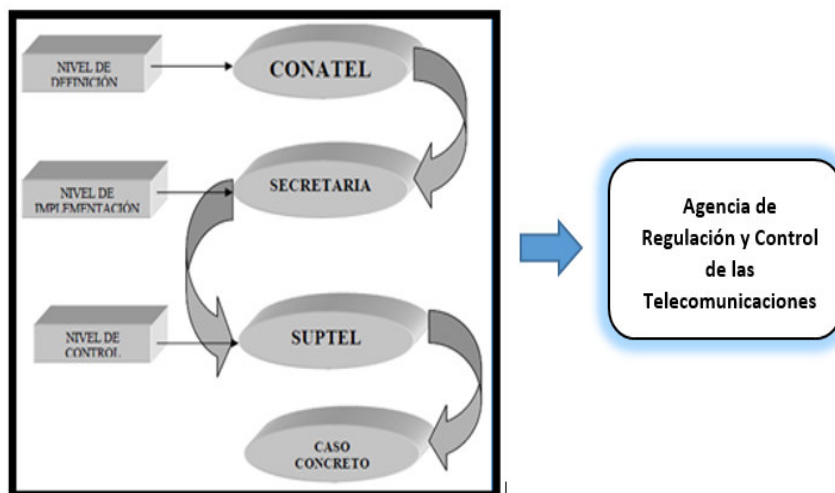 NIVEL DE
DEFINICIÓN
CONATEL
NIVEL DE
IMPLEMENTACIÓN
SECRETARIA
NIVEL DE
CONTROL
SUPTEL
CASO
CONCRETO
Agencia de
Regulación y Control
de las
Telecomunicaciones